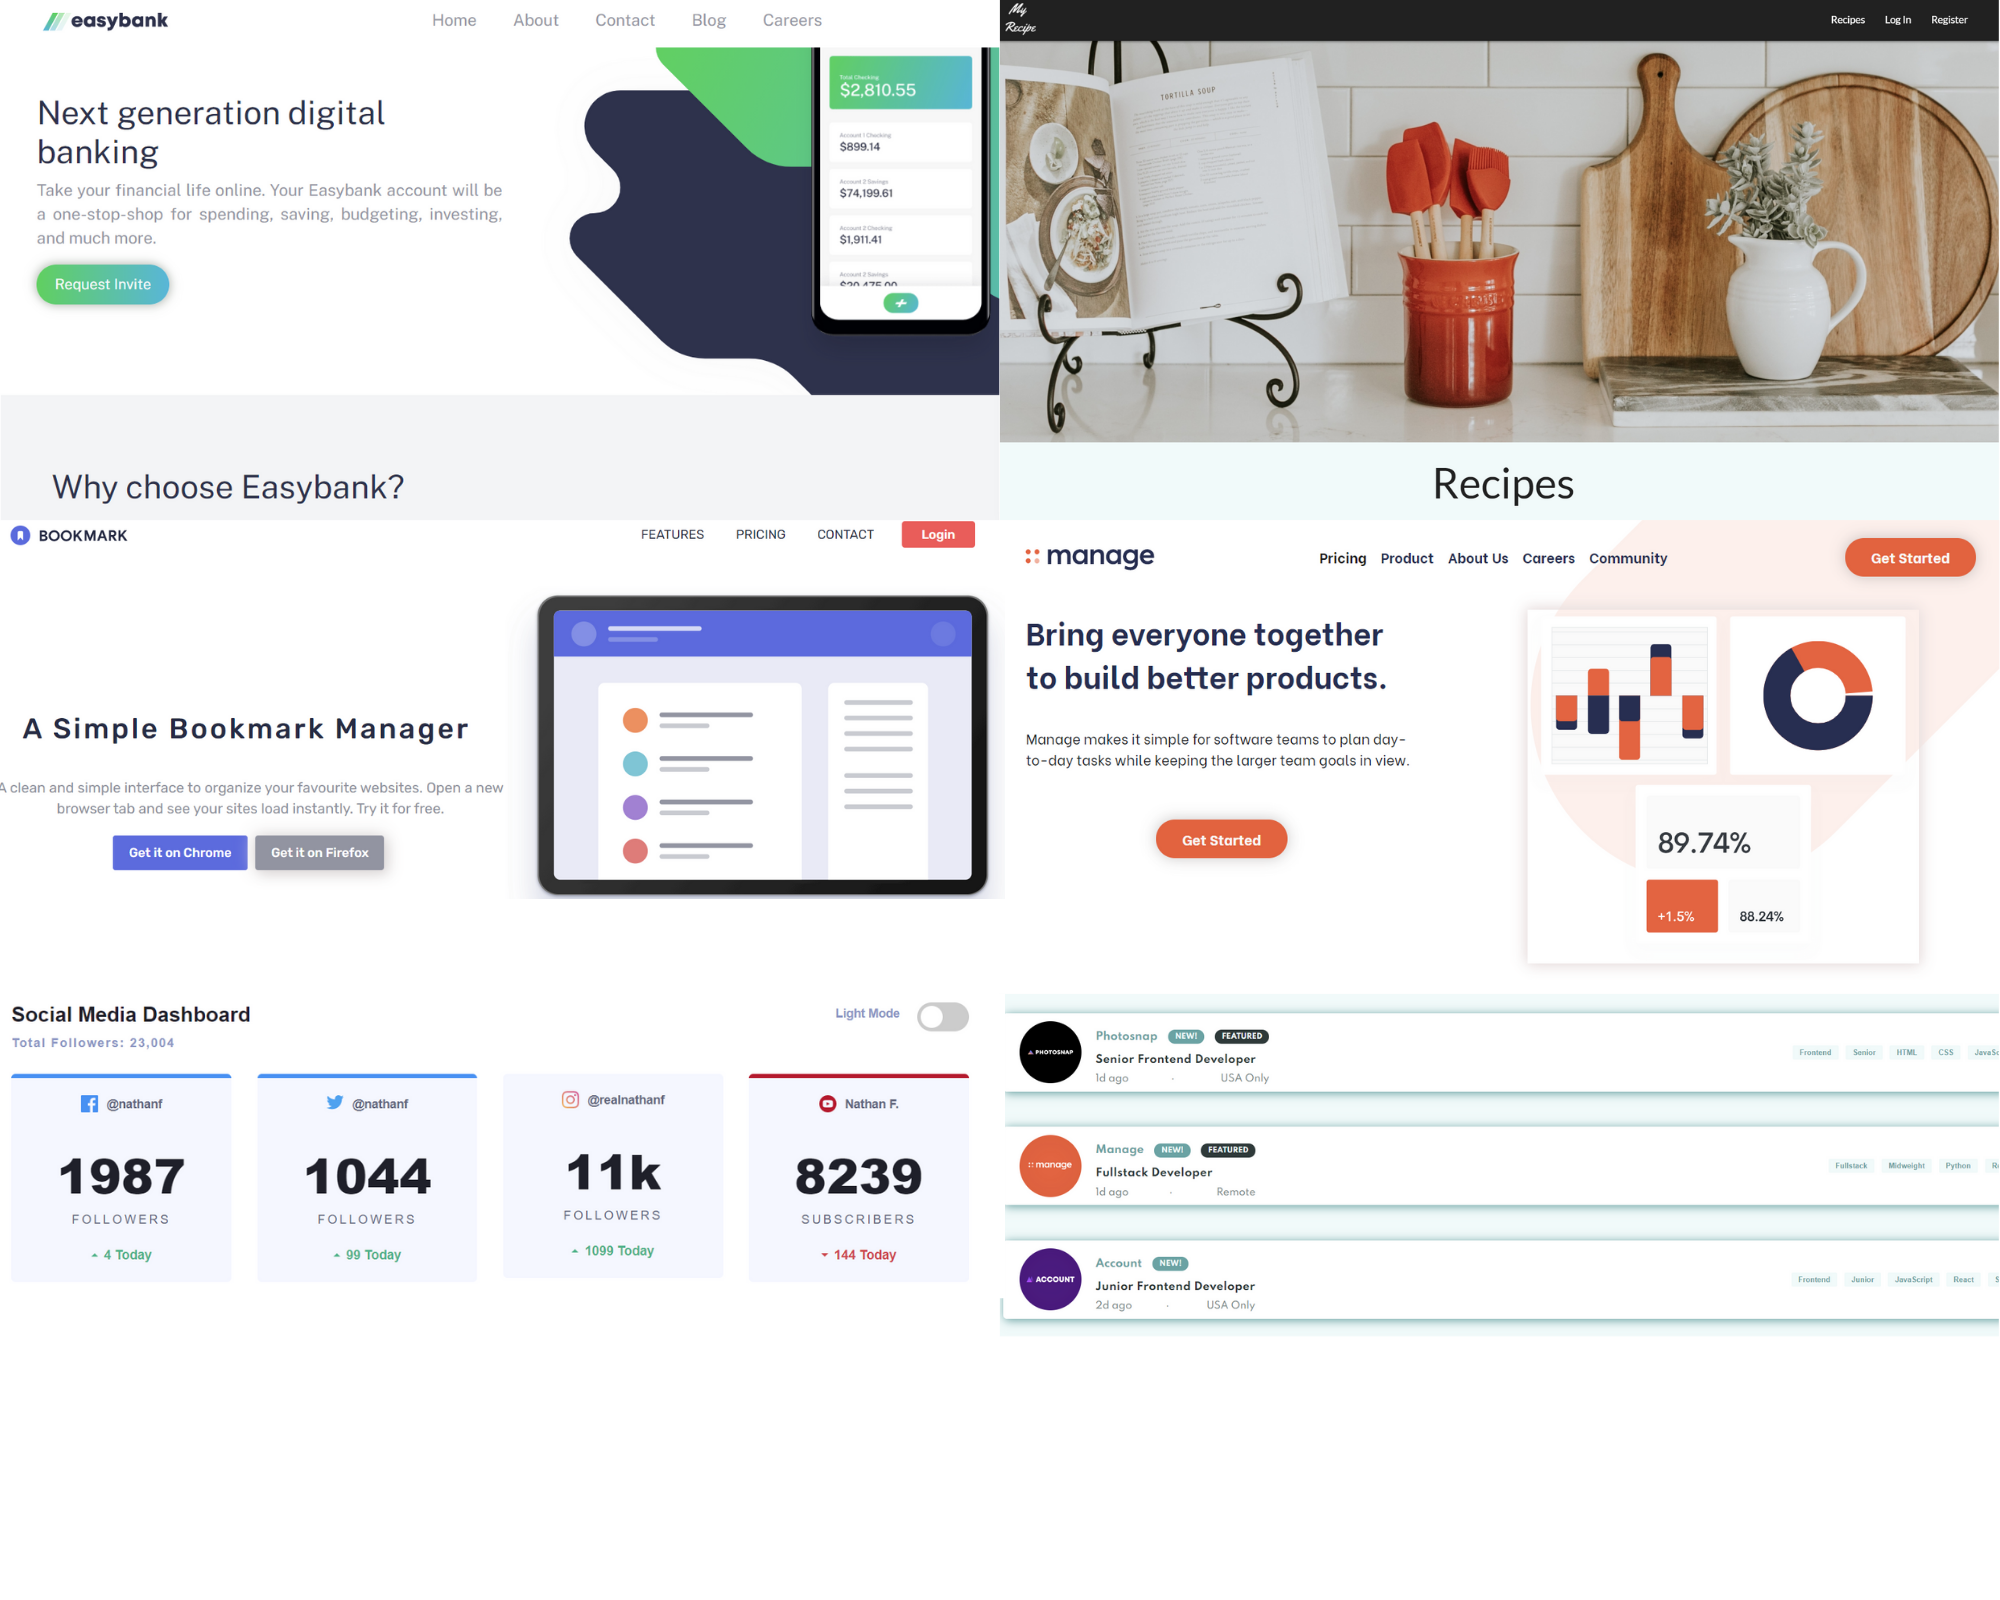 easybank
Home About Contact Blog Careers
Next generation digital
banking
Take your financial life online. Your Easybank account will be
a one-stop-shop for spending, saving, budgeting, investing,
and much more.
Request Invite
Total Checking
$2,810.55
Account 1 Checking
$899.14
Account 2 Savings
$74,199.61
Account 2 Checking
$1,911.41
Account 2 Savings
Why choose Easybank?
My
Recipe
Recipes Log In Register
TORTILLA SOUP
Recipes
BOOKMARK
FEATURES PRICING CONTACT Login
A Simple Bookmark Manager
A clean and simple interface to organize your favourite websites. Open a new
browser tab and see your sites load instantly. Try it for free.
Get it on Chrome Get it on Firefox
manage
Pricing Product About Us Careers Community
Get Started
Bring everyone together
to build better products.
Manage makes it simple for software teams to plan day-
to-day tasks while keeping the larger team goals in view.
Get Started
89.74%
+1.5% 88.24%
Social Media Dashboard
Total Followers: 23,004
Light Mode
@nathanf
1987
FOLLOWERS
4 Today
@nathanf
1044
FOLLOWERS
99 Today
@realnathanf
11k
FOLLOWERS
1099 Today
Nathan F.
8239
SUBSCRIBERS
144 Today
PHOTOSNAP
Photosnap NEW! FEATURED
Senior Frontend Developer
1d ago · USA Only
Frontend Senior HTML CSS JavaSc
manage
Manage NEW! FEATURED
Fullstack Developer
1d ago · Remote
Fullstack Midweight Python R
ACCOUNT
Account NEW!
Junior Frontend Developer
2d ago · USA Only
Frontend Junior JavaScript React S